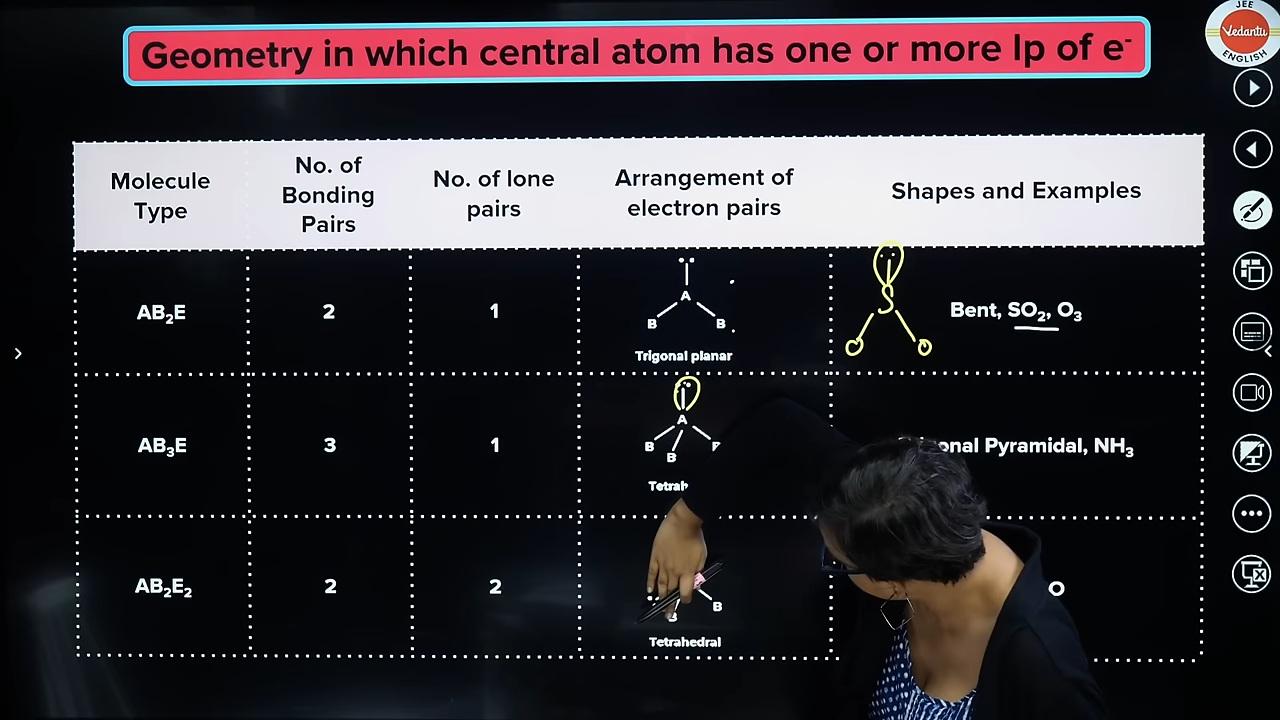 Geometry in which central atom has one or more lp of e⁻
JEE
Vedantu
ENGLISH
Molecule
Type
No. of
Bonding
Pairs
No. of lone
pairs
Arrangement of
electron pairs
Shapes and Examples
AB₂E
2
1
A
B B
Trigonal planar
S
O O
Bent, SO₂, O₃
AB₃E
3
1
A
B
B
Pyramidal, NH₃
AB₂E₂
2
2
B
Tetrahedral
O